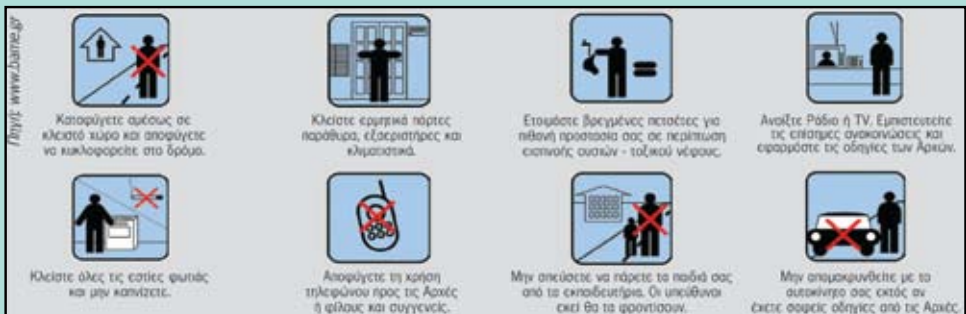 Πηγή: www.bame.gr
Καταφύγετε αμέσως σε
κλειστό χώρο και αποφύγετε
να κυκλοφορείτε στο δρόμο.
Κλείστε ερμητικά πόρτες
παράθυρα, εξαεριστήρες και
κλιματιστικά.
Ετοιμάστε βρεγμένες πετσέτες για
πιθανή προστασία σας σε περίπτωση
εισπνοής ουσιών - τοξικού νέφους.
Ανοίξτε Ράδιο ή TV. Εμπιστευτείτε
τις επίσημες ανακοινώσεις και
εφαρμόστε τις οδηγίες των Αρχών.
Κλείστε όλες τις εστίες φωτιάς
και μην καπνίζετε.
Αποφύγετε τη χρήση
τηλεφώνου προς τις Αρχές
ή φίλους και συγγενείς.
Μην σπεύσετε να πάρετε τα παιδιά σας
από τα εκπαιδευτήρια. Οι υπεύθυνοι
εκεί θα τα φροντίσουν.
Μην απομακρυνθείτε με το
αυτοκίνητο σας εκτός αν
έχετε σαφείς οδηγίες από τις Αρχές